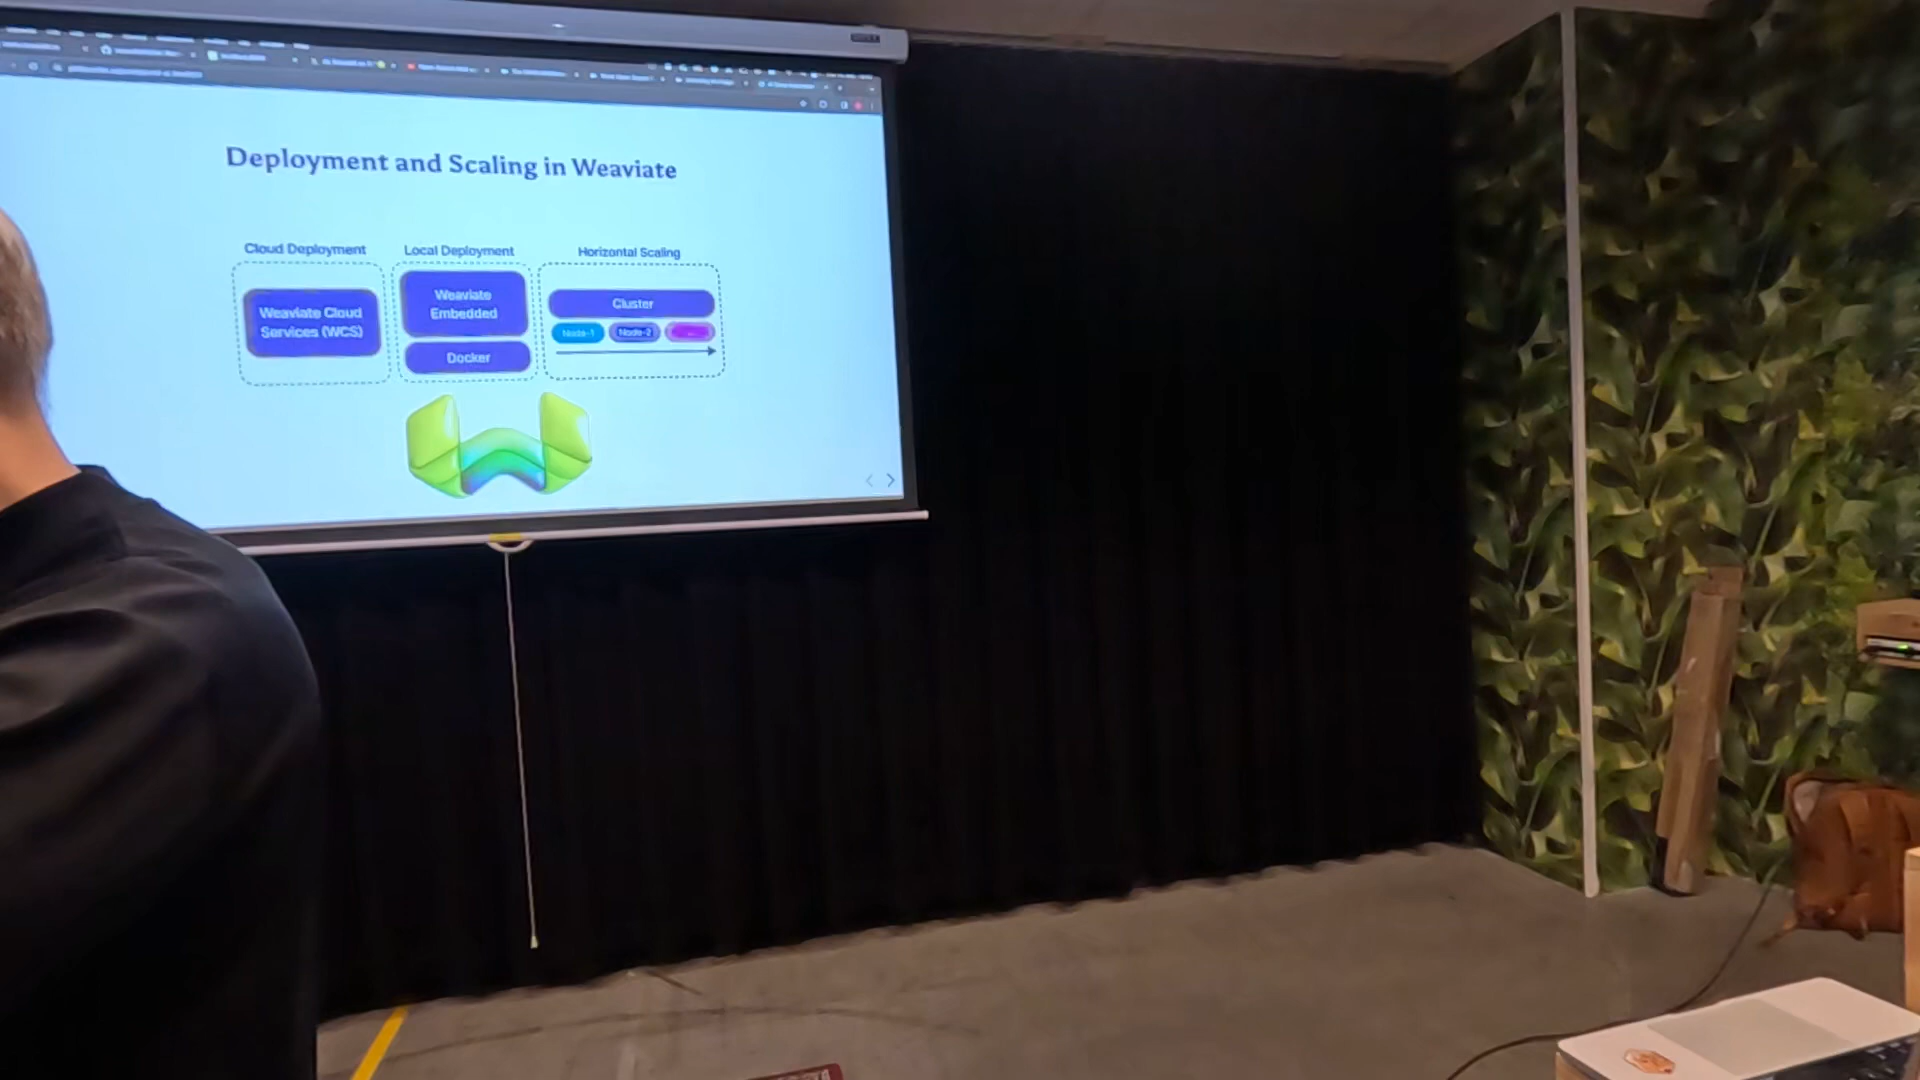 Deployment and Scaling in Weaviate
Cloud Deployment
Weaviate Cloud
Services (WCS)
Local Deployment
Weaviate
Embedded
Docker
Horizontal Scaling
Cluster
Node-1
Node-2